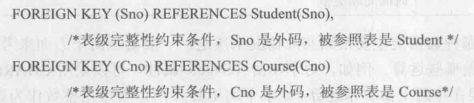 FOREIGN KEY (Sno) REFERENCES Student(Sno),
/*表级完整性约束条件，Sno 是外码，被参照表是 Student */
FOREIGN KEY (Cno) REFERENCES Course(Cno)
/*表级完整性约束条件，Cno 是外码，被参照表是 Course*/